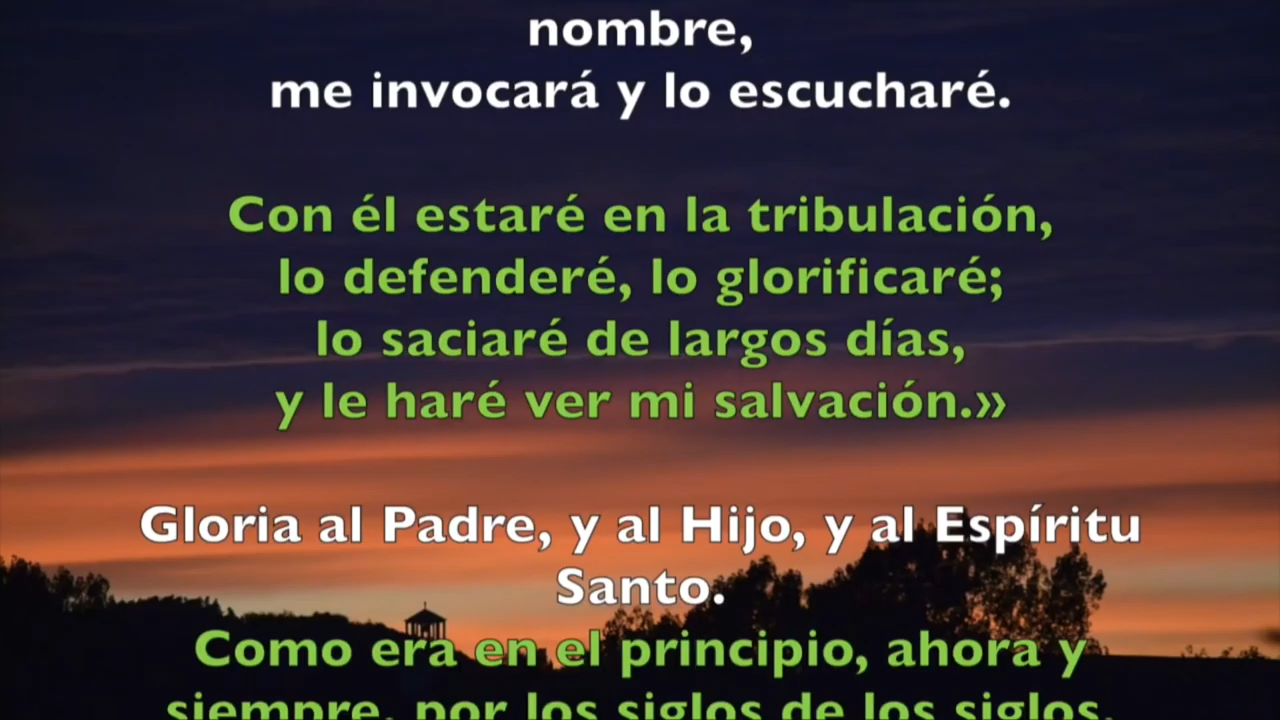 nombre,
me invocará y lo escucharé.
Con él estaré en la tribulación,
lo defenderé, lo glorificaré;
lo saciaré de largos días,
y le haré ver mi salvación.»
Gloria al Padre, y al Hijo, y al Espíritu
Santo.
Como era en el principio, ahora y
siempre, por los siglos de los siglos.